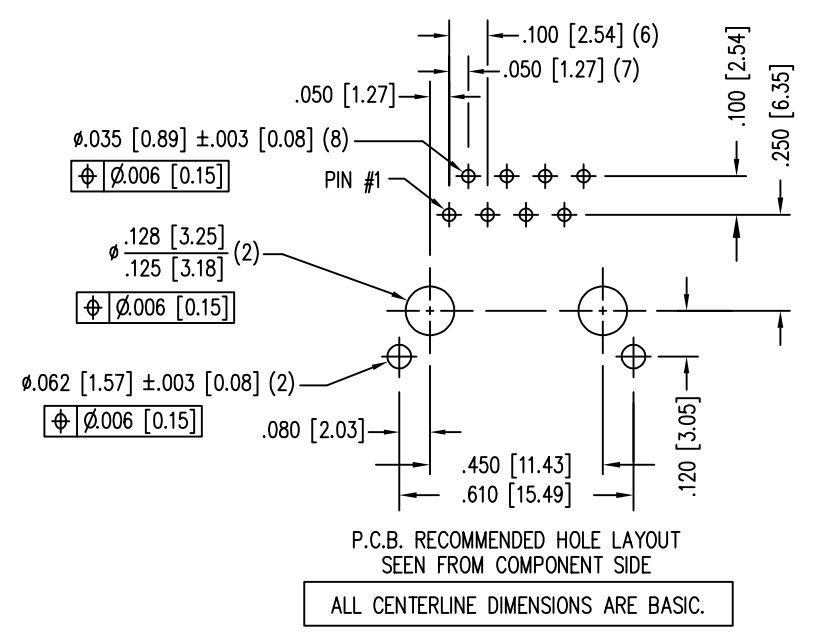 .100 [2.54] (6)
.050 [1.27] (7)
.050 [1.27]
.100 [2.54]
.250 [6.35]
ø.035 [0.89] ±.003 [0.08] (8)
⌖ Ø.006 [0.15]
PIN #1
ø .128 [3.25] (2)
.125 [3.18]
⌖ Ø.006 [0.15]
ø.062 [1.57] ±.003 [0.08] (2)
⌖ Ø.006 [0.15]
.080 [2.03]
.450 [11.43]
.610 [15.49]
.120 [3.05]
P.C.B. RECOMMENDED HOLE LAYOUT
SEEN FROM COMPONENT SIDE
ALL CENTERLINE DIMENSIONS ARE BASIC.